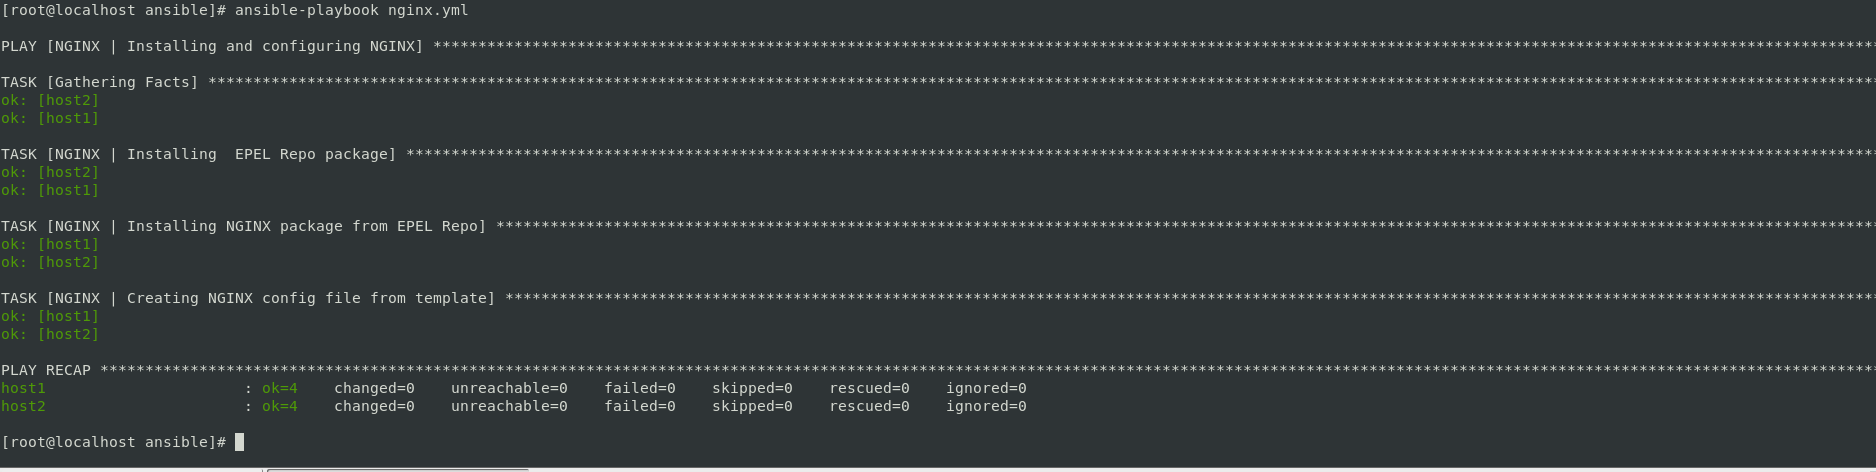 [root@localhost ansible]# ansible-playbook nginx.yml
PLAY [NGINX | Installing and configuring NGINX] ****************************************************************************************************************************************************************
TASK [Gathering Facts] *****************************************************************************************************************************************************************************************
ok: [host2]
ok: [host1]
TASK [NGINX | Installing  EPEL Repo package] *******************************************************************************************************************************************************************
ok: [host2]
ok: [host1]
TASK [NGINX | Installing NGINX package from EPEL Repo] *********************************************************************************************************************************************************
ok: [host1]
ok: [host2]
TASK [NGINX | Creating NGINX config file from template] ********************************************************************************************************************************************************
ok: [host1]
ok: [host2]
PLAY RECAP *****************************************************************************************************************************************************************************************************
host1                      : ok=4    changed=0    unreachable=0    failed=0    skipped=0    rescued=0    ignored=0
host2                      : ok=4    changed=0    unreachable=0    failed=0    skipped=0    rescued=0    ignored=0
[root@localhost ansible]#